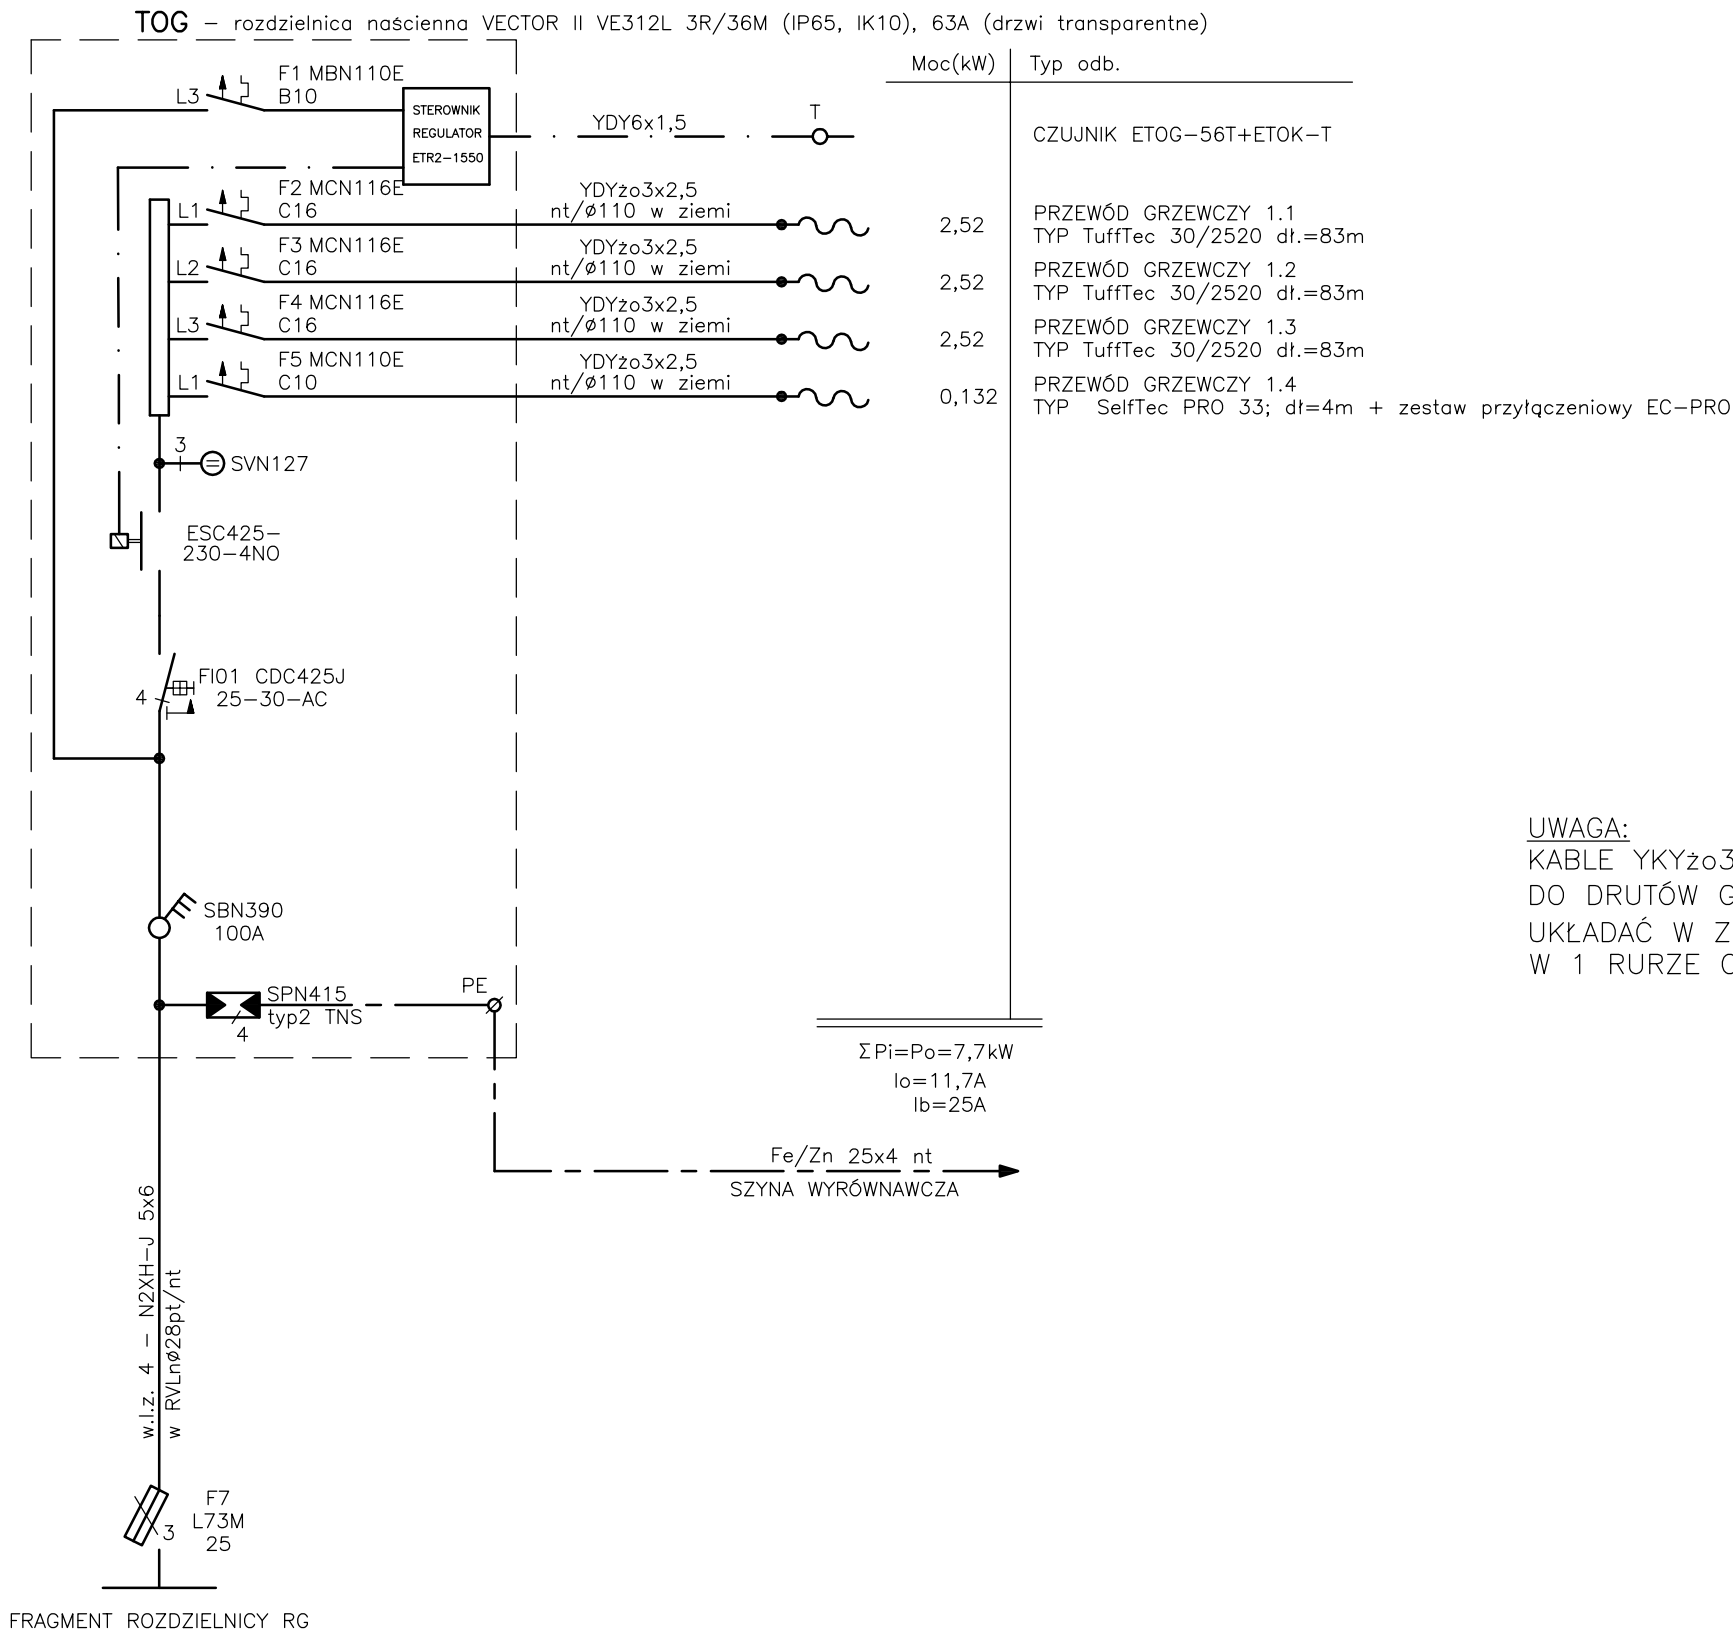 TOG – rozdzielnica naścienna VECTOR II VE312L 3R/36M (IP65, IK10), 63A (drzwi transparentne)
Moc(kW) Typ odb.
F1 MBN110E
L3 B10
STEROWNIK
REGULATOR
ETR2-1550
YDY6x1,5
T
CZUJNIK ETOG-56T+ETOK-T
F2 MCN116E
L1 C16
YDYżo3x2,5
nt/ø110 w ziemi
2,52
PRZEWÓD GRZEWCZY 1.1
TYP TuffTec 30/2520 dł.=83m
F3 MCN116E
L2 C16
YDYżo3x2,5
nt/ø110 w ziemi
2,52
PRZEWÓD GRZEWCZY 1.2
TYP TuffTec 30/2520 dł.=83m
F4 MCN116E
L3 C16
YDYżo3x2,5
nt/ø110 w ziemi
2,52
PRZEWÓD GRZEWCZY 1.3
TYP TuffTec 30/2520 dł.=83m
F5 MCN110E
L1 C10
YDYżo3x2,5
nt/ø110 w ziemi
0,132
PRZEWÓD GRZEWCZY 1.4
TYP SelfTec PRO 33; dł=4m + zestaw przyłączeniowy EC-PRO
3
SVN127
ESC425-
230-4NO
FI01 CDC425J
4 25-30-AC
UWAGA:
KABLE YKYżo3
DO DRUTÓW G
UKŁADAĆ W Z
W 1 RURZE O
SBN390
100A
SPN415
typ2 TNS
4
PE
ΣPi=Po=7,7kW
Io=11,7A
Ib=25A
Fe/Zn 25x4 nt
SZYNA WYRÓWNAWCZA
w.l.z. 4 - N2XH-J 5x6
w RVLnø28pt/nt
F7
L73M
25
3
FRAGMENT ROZDZIELNICY RG